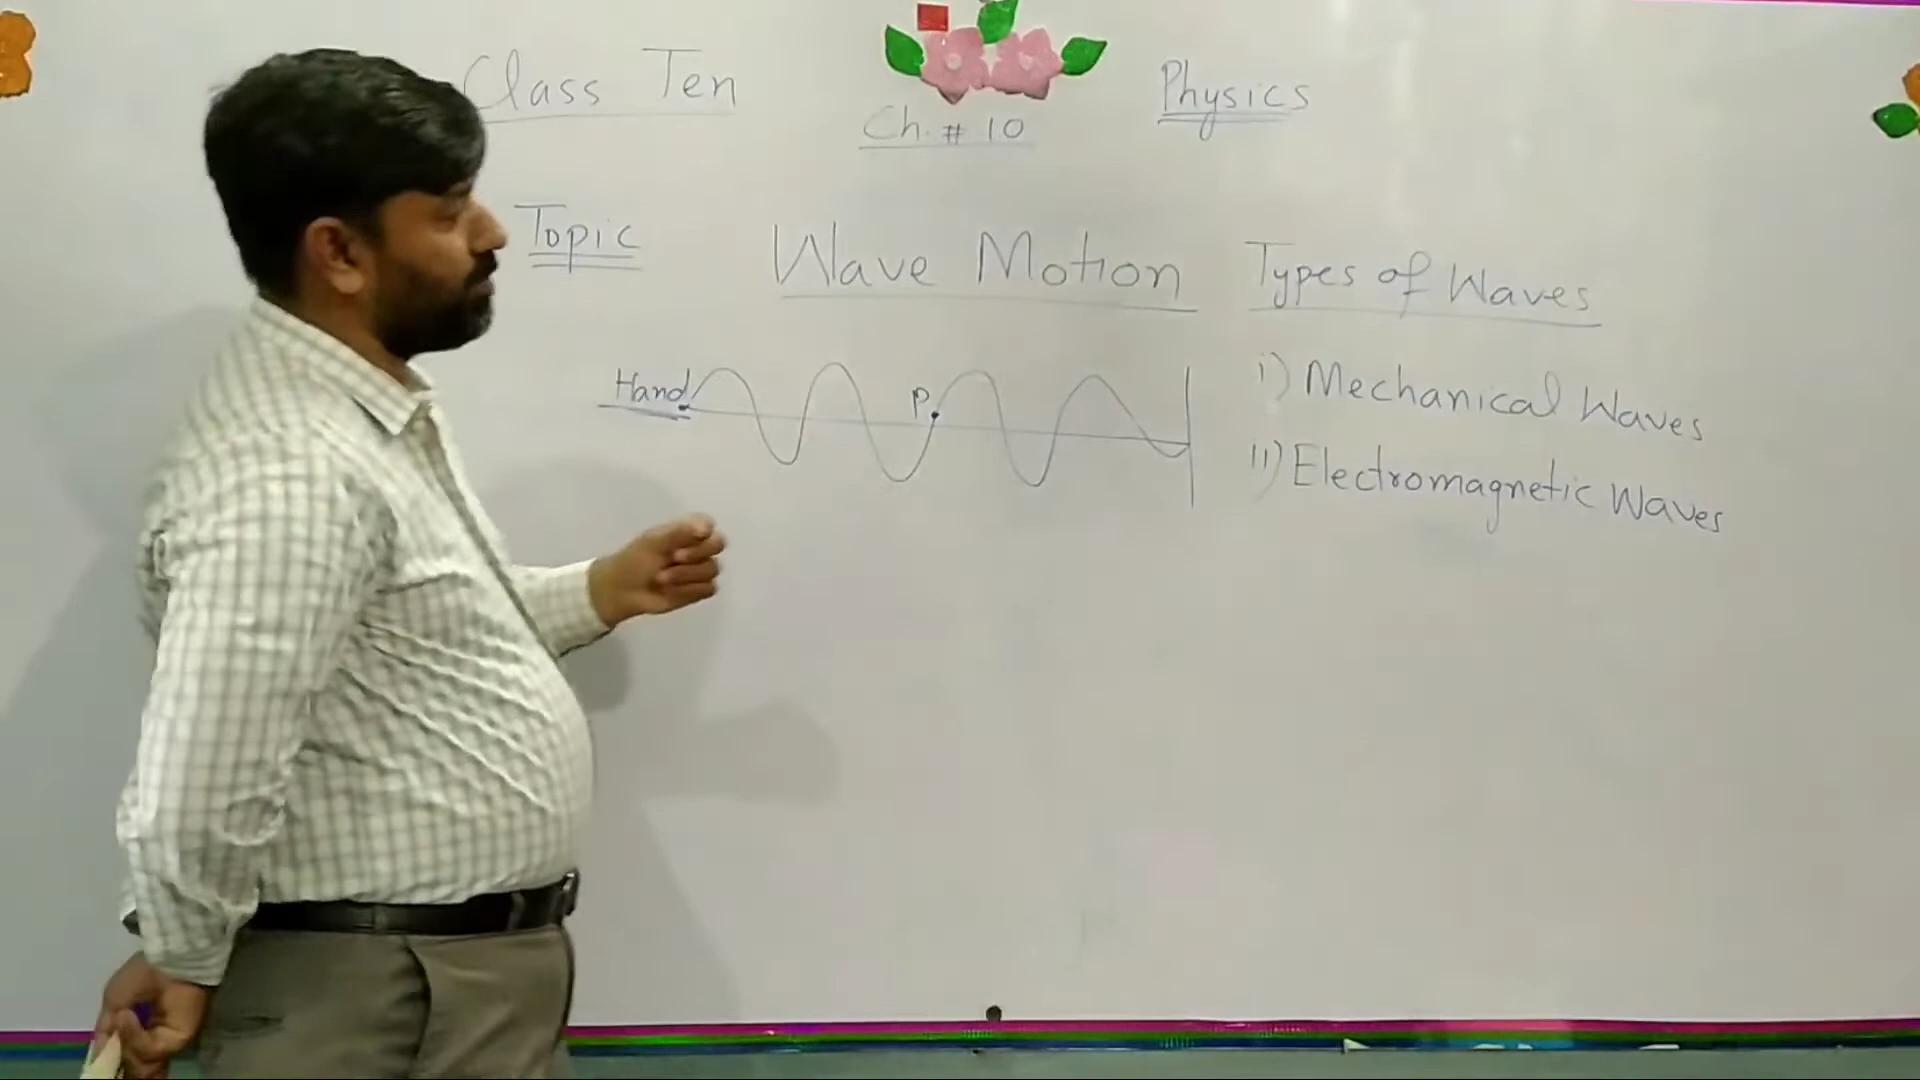 Class Ten
Physics
Ch. # 10
Topic
Wave Motion
Types of Waves
Hand
P
i) Mechanical Waves
ii) Electromagnetic Waves